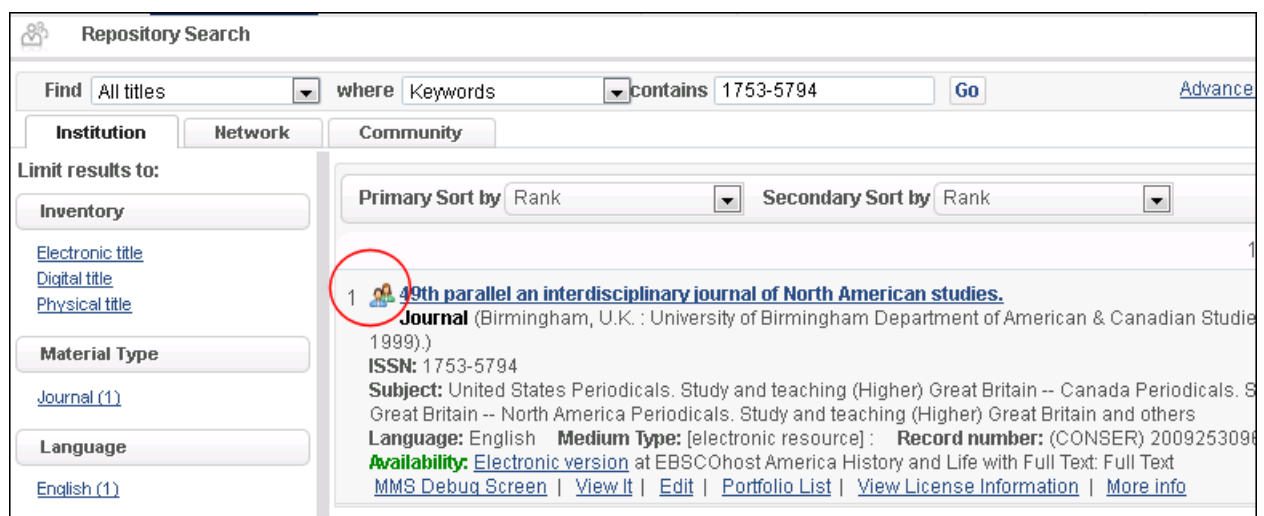 Repository Search
Find All titles where Keywords contains 1753-5794 Go Advance
Institution Network Community
Limit results to:
Primary Sort by Rank Secondary Sort by Rank
Inventory
1
Electronic title
Digital title
Physical title
1 49th parallel an interdisciplinary journal of North American studies.
Journal (Birmingham, U.K. : University of Birmingham Department of American & Canadian Studie
1999).)
Material Type
ISSN: 1753-5794
Journal (1)
Subject: United States Periodicals. Study and teaching (Higher) Great Britain -- Canada Periodicals. S
Great Britain -- North America Periodicals. Study and teaching (Higher) Great Britain and others
Language
Language: English Medium Type: [electronic resource] : Record number: (CONSER) 2009253096
Availability: Electronic version at EBSCOhost America History and Life with Full Text: Full Text
English (1)
MMS Debug Screen | View It | Edit | Portfolio List | View License Information | More info